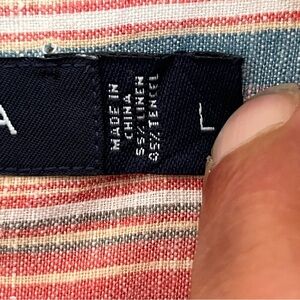 A
MADE IN
CHINA
55% LINEN
45% TENCEL
L